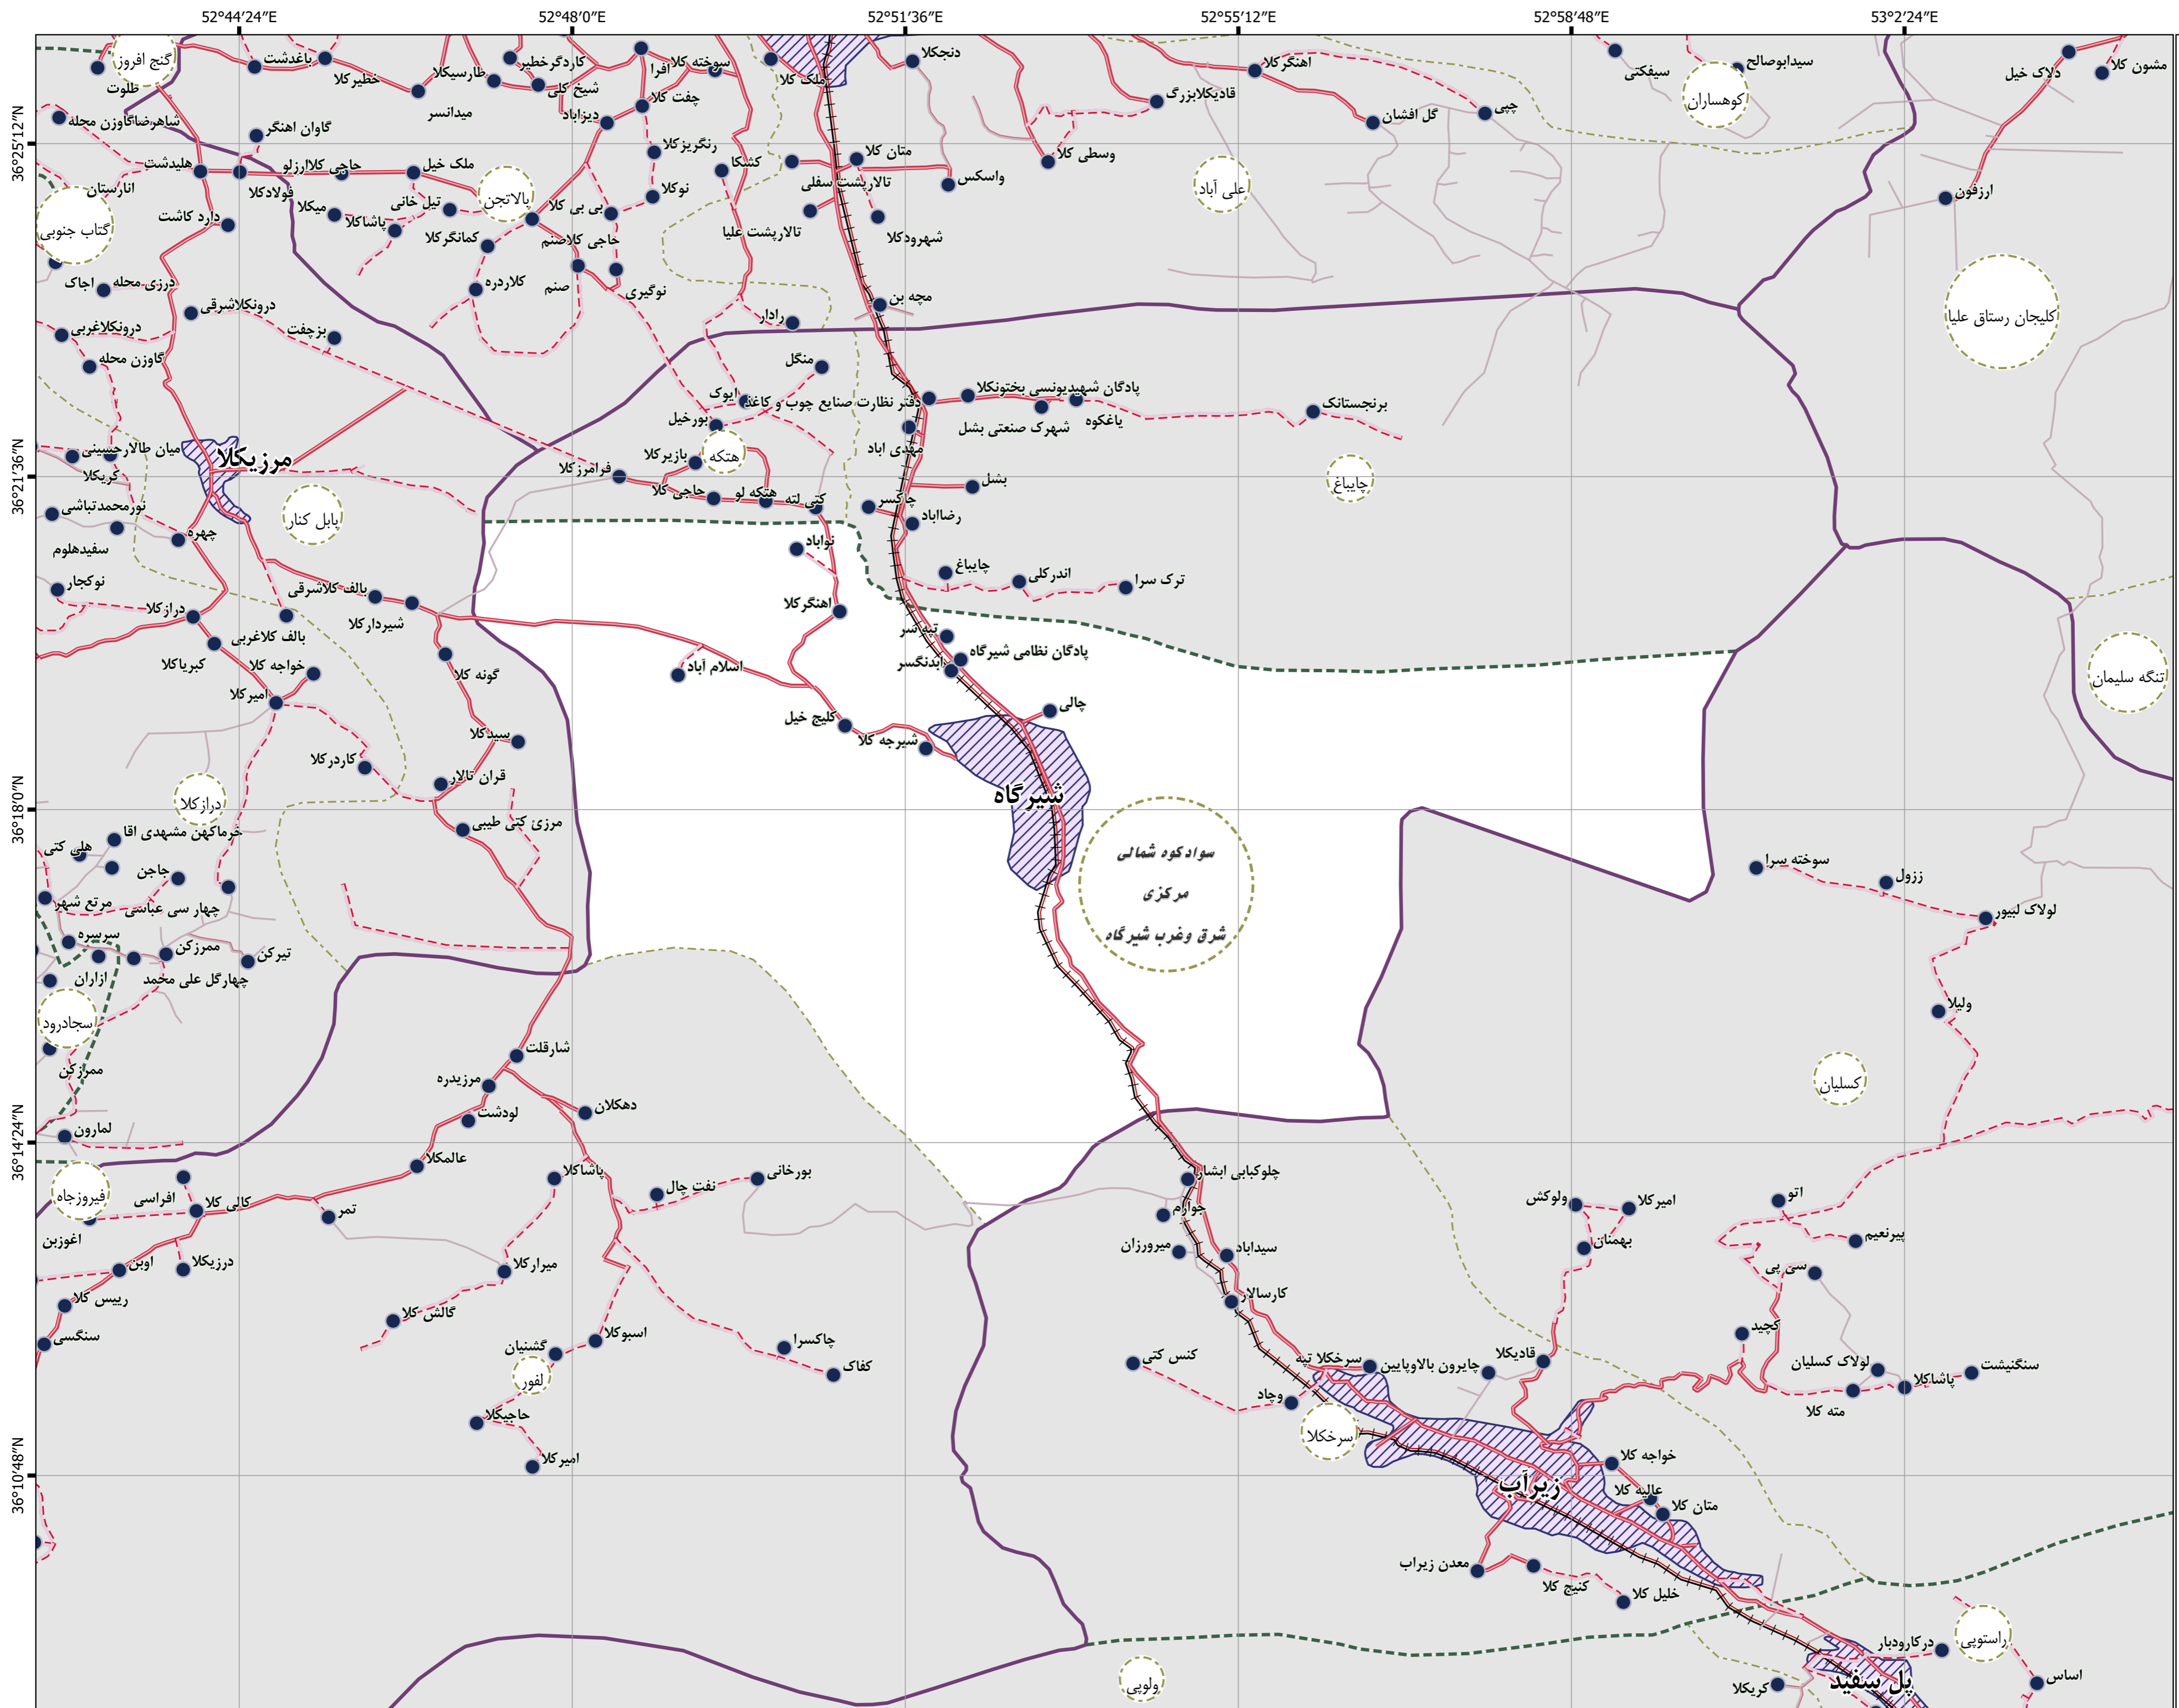 52°44'24"E
52°48'0"E
52°51'36"E
52°55'12"E
52°58'48"E
53°2'24"E
36°25'12"N
36°21'36"N
36°18'0"N
36°14'24"N
36°10'48"N
گنج افروز
باغدشت
خطیرکلا
طارسیکلا
کاردگرخطیر
شیخ کلی
افرا
سوخته کلا
ملک کلا
دنجکلا
اهنگرکلا
سیفکتی
سیدابوصالح
کوهساران
دلاک خیل
مشون کلا
طلوت
میدانسر
دیزاباد
چفت کلا
قادیکلابزرگ
گل افشان
چپی
شاهرضاگاوزن محله
گاوان اهنگر
رنگریزکلا
وسطی کلا
هلیدشت
حاجی کلاارزلو
ملک خیل
کشتکا
متان کلا
واسکس
علی آباد
ارزفون
انارستان
فولادکلا
بالاتجن
نوکلا
تالارپشت سفلی
گتاب جنوبی
دارد کاشت
میکلا
پاشاکلا
تیل خانی
بی بی کلا
کمانگرکلا
حاجی کلاصنم
تالارپشت علیا
شهرودکلا
اجاک
درزی محله
کلاردره
صنم
نوگیری
مچه بن
کلیجان رستاق علیا
درونکلاشرقی
درونکلاغربی
بزچفت
رادار
گاوزن محله
منگل
ایوک
دفتر نظارت صنایع چوب و کاغذ
پادگان شهیدیونسی بختونکلا
شهرک صنعتی بشل
یاغکوه
برنجستانک
بورخیل
مهدی اباد
میان طالارحسینی
مرزیکلا
بازیرکلا
هتکه
فرامرزکلا
کریکلا
حاجی کلا
هتکه لو
کتی لته
چاکسر
بشل
رضااباد
چایباغ
نورمحمدتباشی
بابل کنار
چهره
سفیدهلوم
نواباد
چایباغ
اندرکلی
ترک سرا
نوکجار
بالف کلاشرقی
درازکلا
شیردارکلا
اهنگرکلا
بالف کلاغربی
تپه سر
پادگان نظامی شیرگاه
ابدنگسر
کبریاکلا
خواجه کلا
گونه کلا
اسلام آباد
تنگه سلیمان
امیرکلا
چالی
کلیج خیل
شیرجه کلا
سیدکلا
کاردرکلا
قران تالار
شیرگاه
درازکلا
مرزی کتی طیبی
خرماکهن مشهدی اقا
هلی کتی
جاجن
سوادکوه شمالی
مرکزی
شرق وغرب شیرگاه
سوخته سرا
ززول
لولاک لبیور
مرتع شهر
چهار سی عباسی
سرسره
ممرزکن
تیرکن
ازاران
چهارگل علی محمد
سجادرود
ولیلا
شارقلت
ممرزکن
مرزیدره
دهکلان
لودشت
کسلیان
لمارون
عالمکلا
پاشاکلا
نفت چال
بورخانی
چلوکبابی ابشار
فیروزجاه
افراسی
کالی کلا
تمر
جوارم
ولوکش
امیرکلا
اتو
اغوزبن
میرورزان
سیداباد
بهمنان
پیرنعیم
اوبن
درزیکلا
میرارکلا
سی پی
رییس کلا
گالش کلا
کارسالار
سنگسی
اسبوکلا
گشنیان
چاکسرا
کفاک
کچید
لفور
کنس کتی
سرخکلا تپه
چایرون بالاوپایین
قادیکلا
لولاک کسلیان
پاشاکلا
سنگنیشت
وچاد
مته کلا
حاجیکلا
سرخکلا
امیرکلا
خواجه کلا
زیرآب
عالیه کلا
متان کلا
معدن زیراب
کنیج کلا
خلیل کلا
راستوپی
درکارودبار
ولوپی
کریکلا
پل سفید
اساس